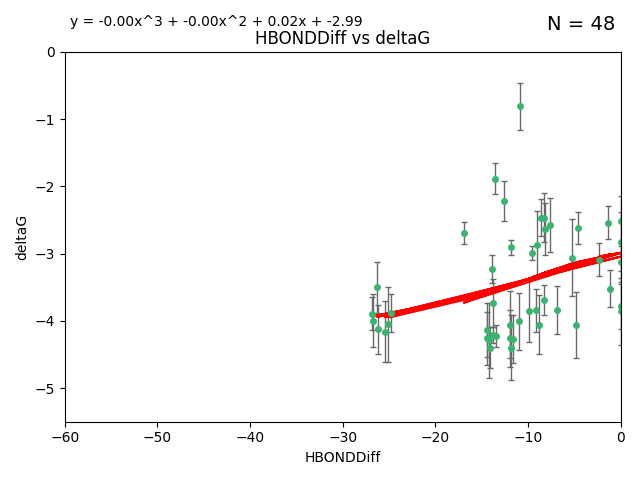 y = -0.00x^3 + -0.00x^2 + 0.02x + -2.99
N = 48
HBONDDiff vs deltaG
0
−1
−2
−3
−4
−5
deltaG
−60 −50 −40 −30 −20 −10 0
HBONDDiff